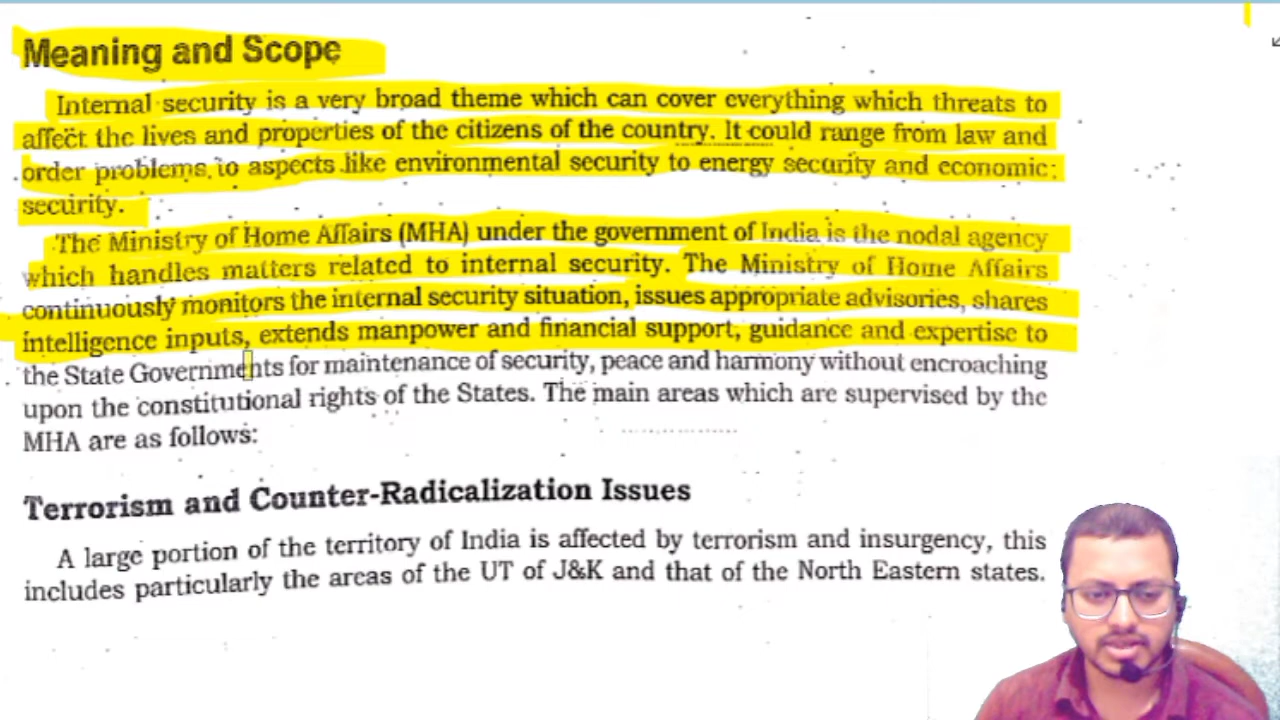 Meaning and Scope
Internal security is a very broad theme which can cover everything which threats to
affect the lives and properties of the citizens of the country. It could range from law and
order problems to aspects like environmental security to energy security and economic
security.
The Ministry of Home Affairs (MHA) under the government of India is the nodal agency
which handles matters related to internal security. The Ministry of Home Affairs
continuously monitors the internal security situation, issues appropriate advisories, shares
intelligence inputs, extends manpower and financial support, guidance and expertise to
the State Governments for maintenance of security, peace and harmony without encroaching
upon the constitutional rights of the States. The main areas which are supervised by the
MHA are as follows:
Terrorism and Counter-Radicalization Issues
A large portion of the territory of India is affected by terrorism and insurgency, this
includes particularly the areas of the UT of J&K and that of the North Eastern states.